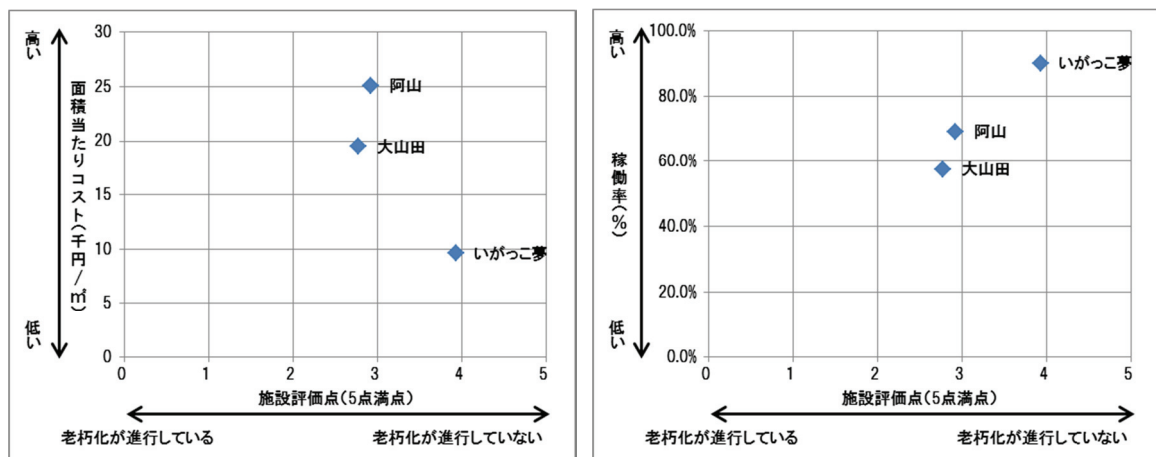 高い
低い
面積当たりコスト(千円/㎡)
30
25
20
15
10
5
0
阿山
大山田
いがっこ夢
0 1 2 3 4 5
施設評価点(5点満点)
老朽化が進行している 老朽化が進行していない
高い
低い
稼働率(%)
100.0%
80.0%
60.0%
40.0%
20.0%
0.0%
いがっこ夢
阿山
大山田
0 1 2 3 4 5
施設評価点(5点満点)
老朽化が進行している 老朽化が進行していない